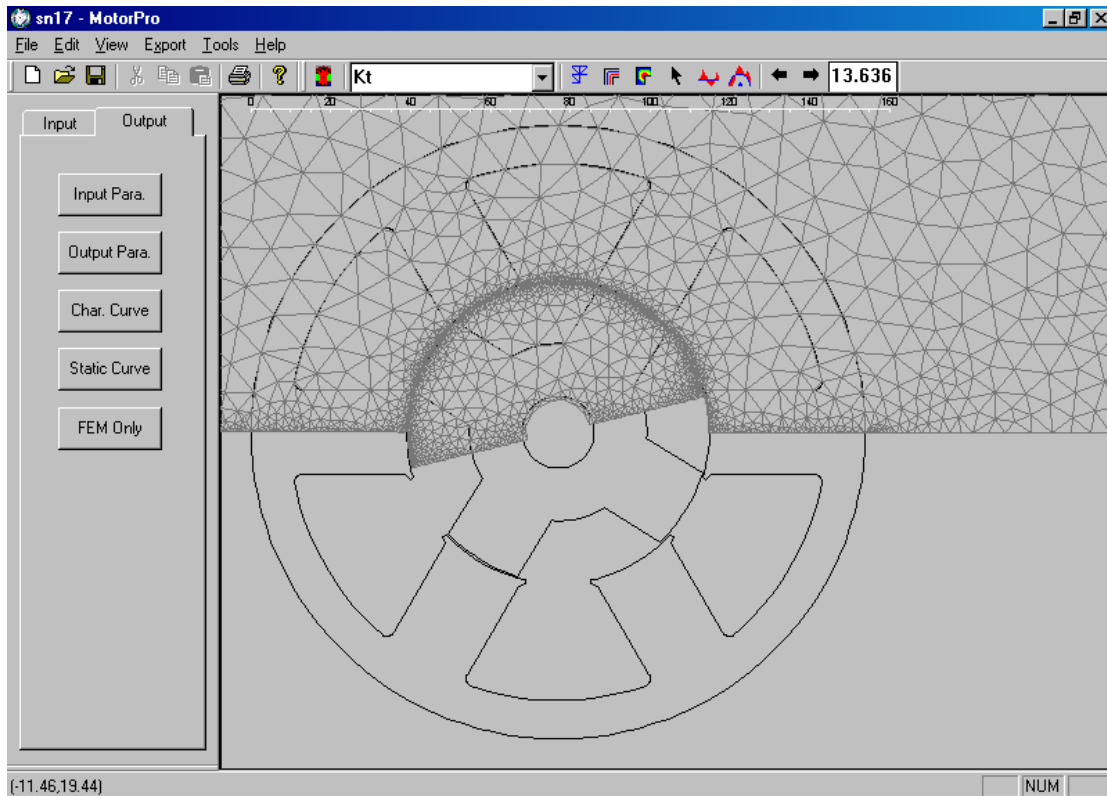 sn17 - MotorPro
File Edit View Export Tools Help
Kt 13.636
0 20 40 60 80 100 120 140 160
Input Output
Input Para.
Output Para.
Char. Curve
Static Curve
FEM Only
(-11.46,19.44) NUM